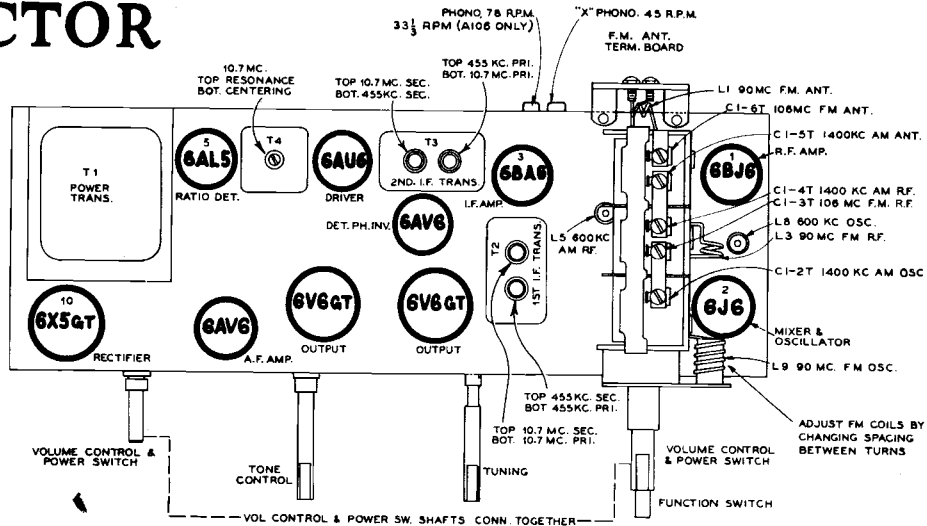 CTOR
PHONO, 78 R.P.M.
33 1/3 RPM (A106 ONLY)
"X" PHONO. 45 R.P.M.
F.M. ANT.
TERM. BOARD
10.7 MC.
TOP RESONANCE
BOT. CENTERING
TOP 10.7 MC. SEC.
BOT. 455KC. SEC.
TOP 455 KC. PRI.
BOT. 10.7 MC. PRI.
L1 90MC F.M. ANT.
C1-6T 106MC FM ANT.
C1-5T 1400KC AM ANT.
R.F. AMP.
C1-4T 1400 KC AM RF.
C1-3T 106 MC F.M. R.F.
L8 600 KC OSC.
L3 90MC FM RF.
C1-2T 1400 KC AM OSC
T1
POWER
TRANS.
5
6AL5
RATIO DET.
T4
6AU6
DRIVER
T3
2ND. I.F. TRANS.
3
6BA6
I.F. AMP.
1
6BJ6
DET. PH. INV.
6AV6
L5 600KC
AM RF.
T2
1ST I.F. TRANS.
10
6X5GT
RECTIFIER
6AV6
A.F. AMP.
6V6GT
OUTPUT
6V6GT
OUTPUT
2
6J6
MIXER &
OSCILLATOR
L9 90 MC. FM OSC.
TOP 455KC. SEC.
BOT 455KC. PRI.
TOP 10.7 MC. SEC.
BOT. 10.7 MC. PRI.
ADJUST FM COILS BY
CHANGING SPACING
BETWEEN TURNS
VOLUME CONTROL &
POWER SWITCH
TONE
CONTROL
TUNING
VOLUME CONTROL
& POWER SWITCH
FUNCTION SWITCH
VOL CONTROL & POWER SW. SHAFTS CONN. TOGETHER